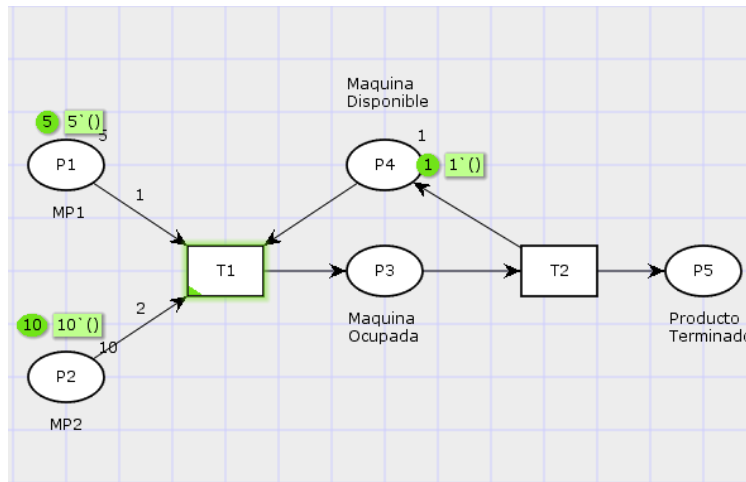 Maquina
Disponible
5 5`()
5
1
P1
P4
1 1`()
1
MP1
T1
P3
T2
P5
2
10 10`()
Maquina
Ocupada
Producto
Terminado
10
P2
MP2